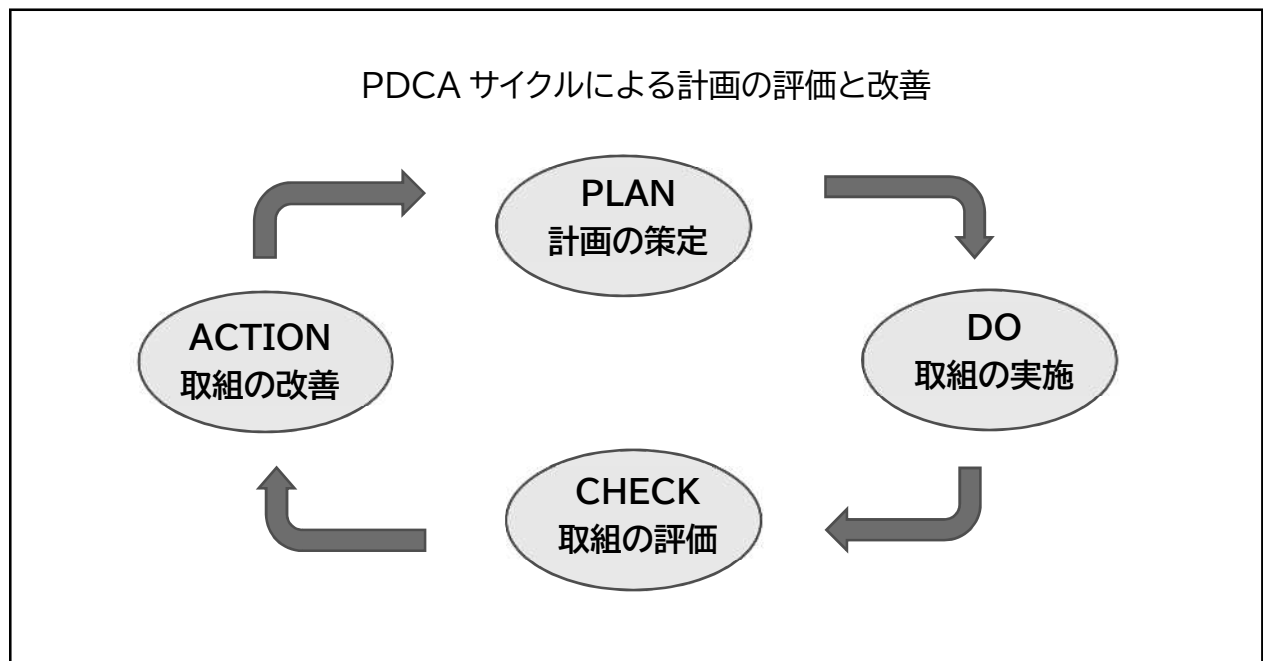 PDCA サイクルによる計画の評価と改善
PLAN
計画の策定
DO
取組の実施
CHECK
取組の評価
ACTION
取組の改善